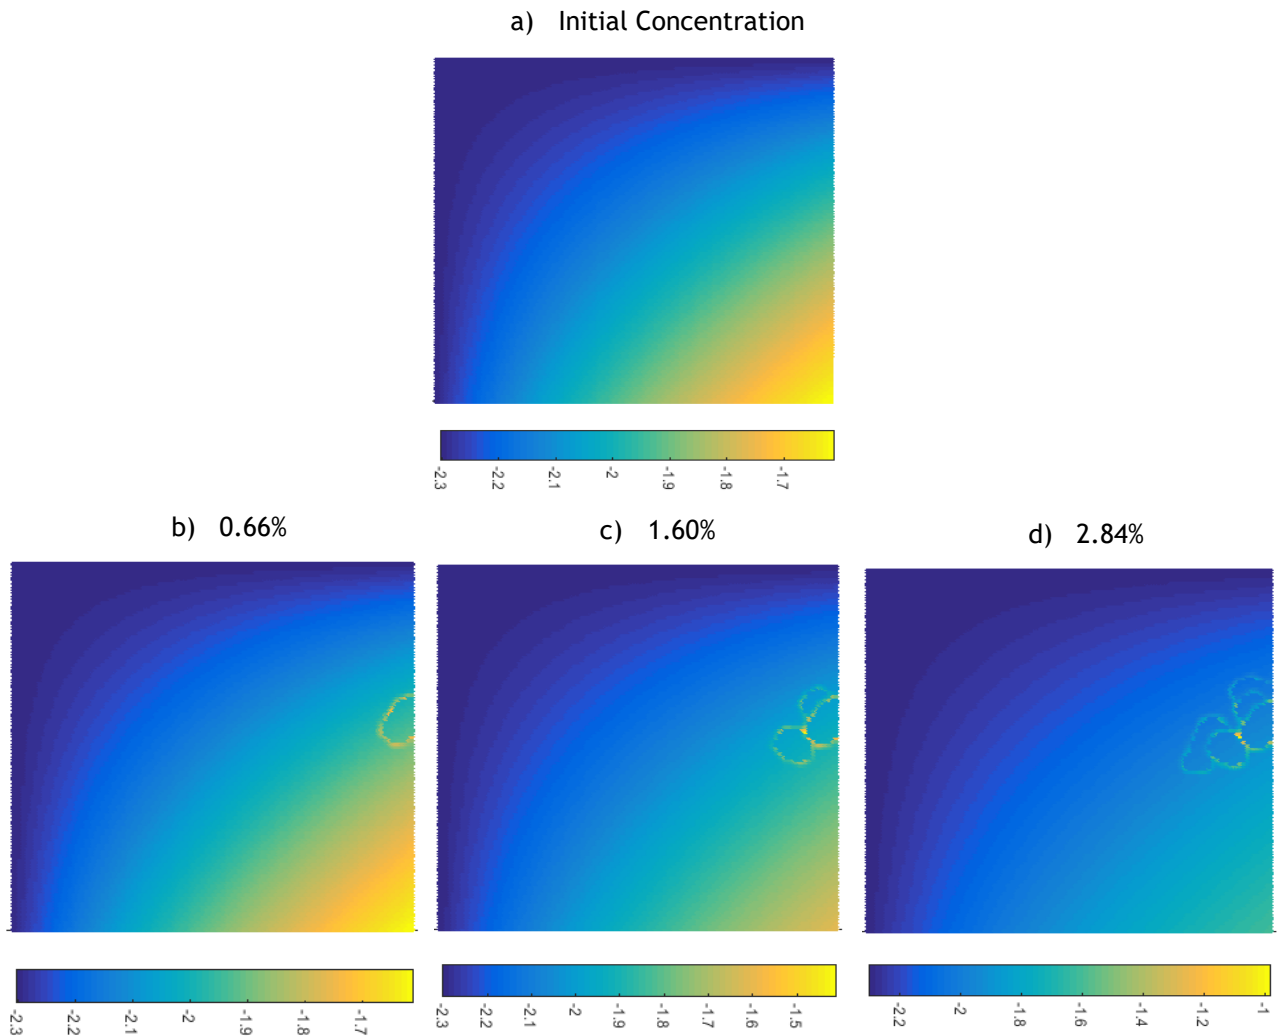 a) Initial Concentration
-2.3 -2.2 -2.1 -2 -1.9 -1.8 -1.7
b) 0.66%
c) 1.60%
d) 2.84%
-2.3 -2.2 -2.1 -2 -1.9 -1.8 -1.7
-2.3 -2.2 -2.1 -2 -1.9 -1.8 -1.7 -1.6 -1.5
-2.2 -2 -1.8 -1.6 -1.4 -1.2 -1